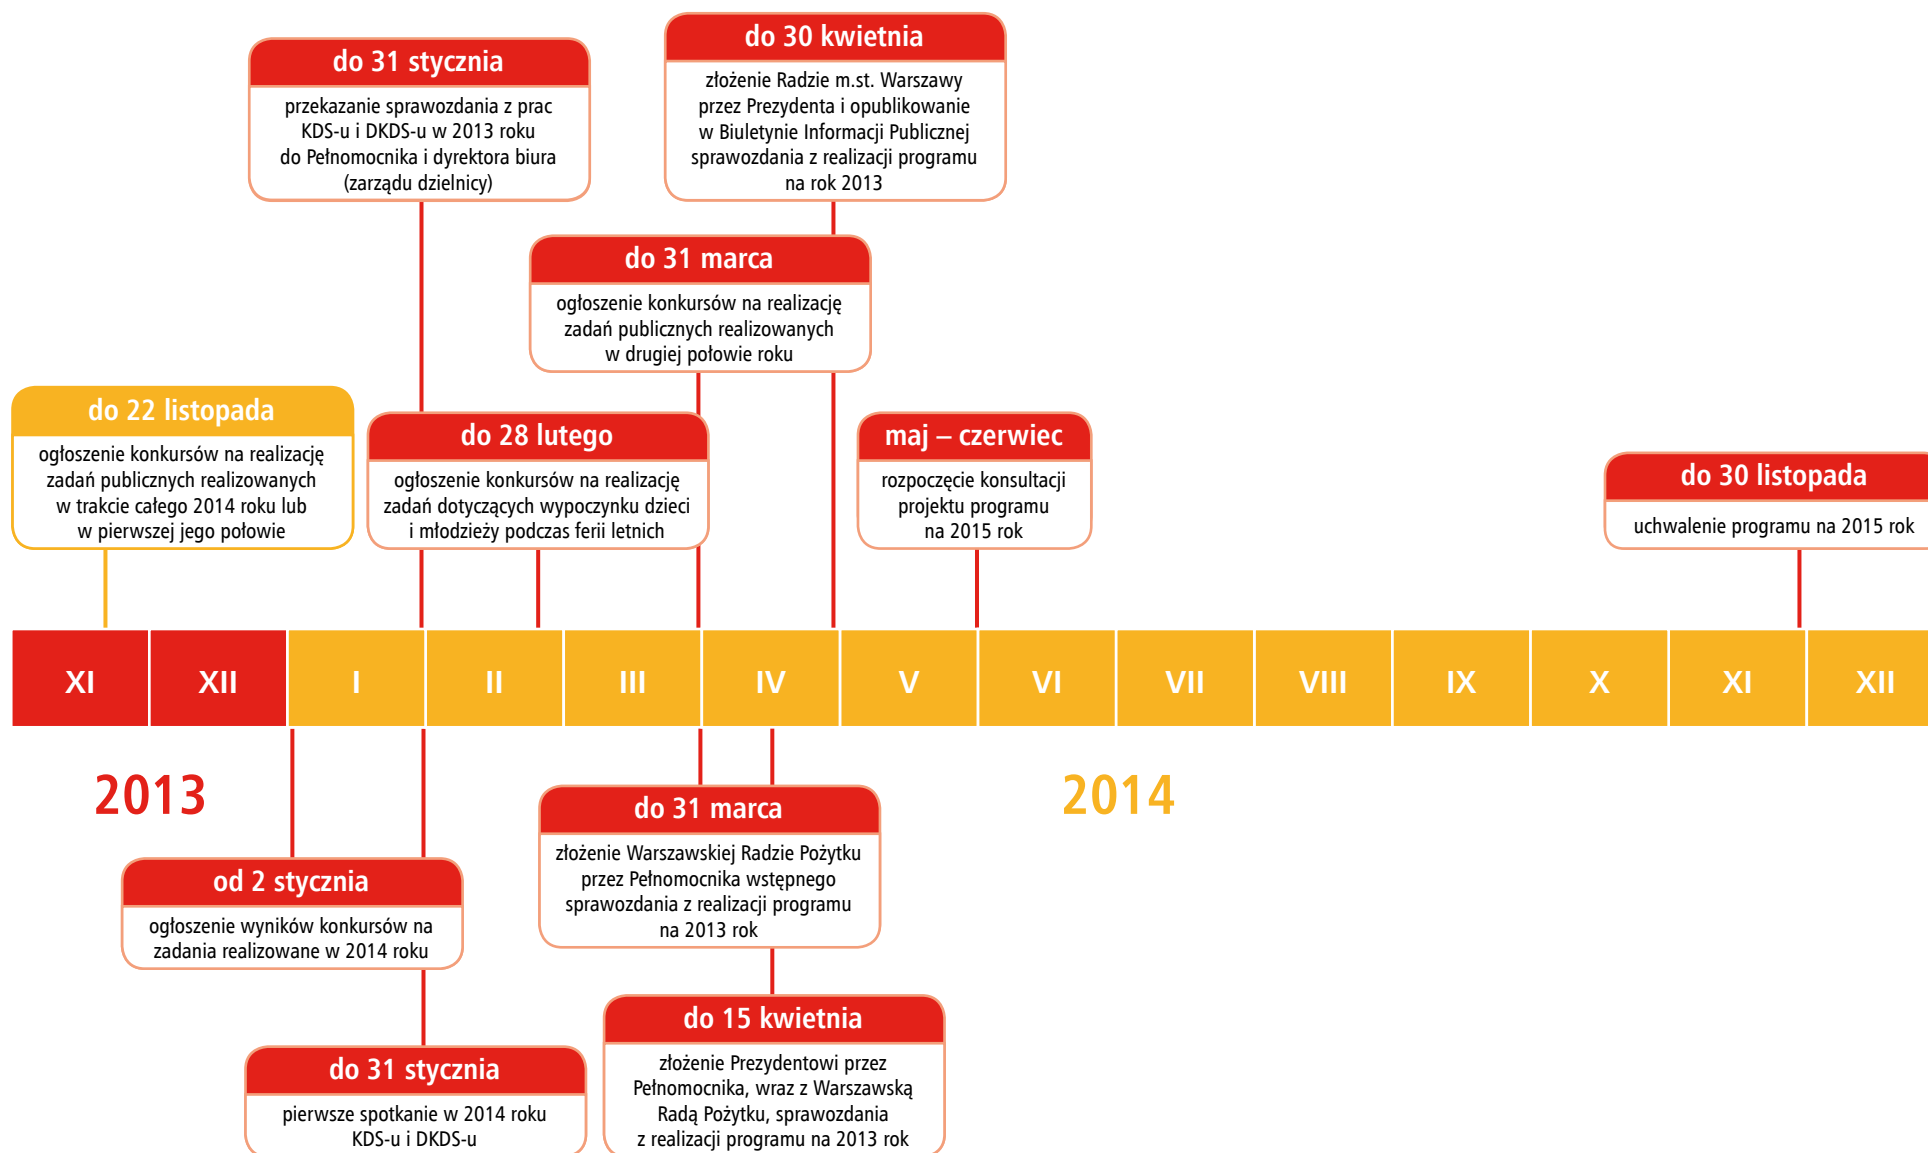 do 30 kwietnia
złożenie Radzie m.st. Warszawy
przez Prezydenta i opublikowanie
w Biuletynie Informacji Publicznej
sprawozdania z realizacji programu
na rok 2013
do 31 stycznia
przekazanie sprawozdania z prac
KDS-u i DKDS-u w 2013 roku
do Pełnomocnika i dyrektora biura
(zarządu dzielnicy)
do 31 marca
ogłoszenie konkursów na realizację
zadań publicznych realizowanych
w drugiej połowie roku
do 22 listopada
ogłoszenie konkursów na realizację
zadań publicznych realizowanych
w trakcie całego 2014 roku lub
w pierwszej jego połowie
do 28 lutego
ogłoszenie konkursów na realizację
zadań dotyczących wypoczynku dzieci
i młodzieży podczas ferii letnich
maj – czerwiec
rozpoczęcie konsultacji
projektu programu
na 2015 rok
do 30 listopada
uchwalenie programu na 2015 rok
XI XII I II III IV V VI VII VIII IX X XI XII
2013 2014
do 31 marca
złożenie Warszawskiej Radzie Pożytku
przez Pełnomocnika wstępnego
sprawozdania z realizacji programu
na 2013 rok
od 2 stycznia
ogłoszenie wyników konkursów na
zadania realizowane w 2014 roku
do 15 kwietnia
złożenie Prezydentowi przez
Pełnomocnika, wraz z Warszawską
Radą Pożytku, sprawozdania
z realizacji programu na 2013 rok
do 31 stycznia
pierwsze spotkanie w 2014 roku
KDS-u i DKDS-u